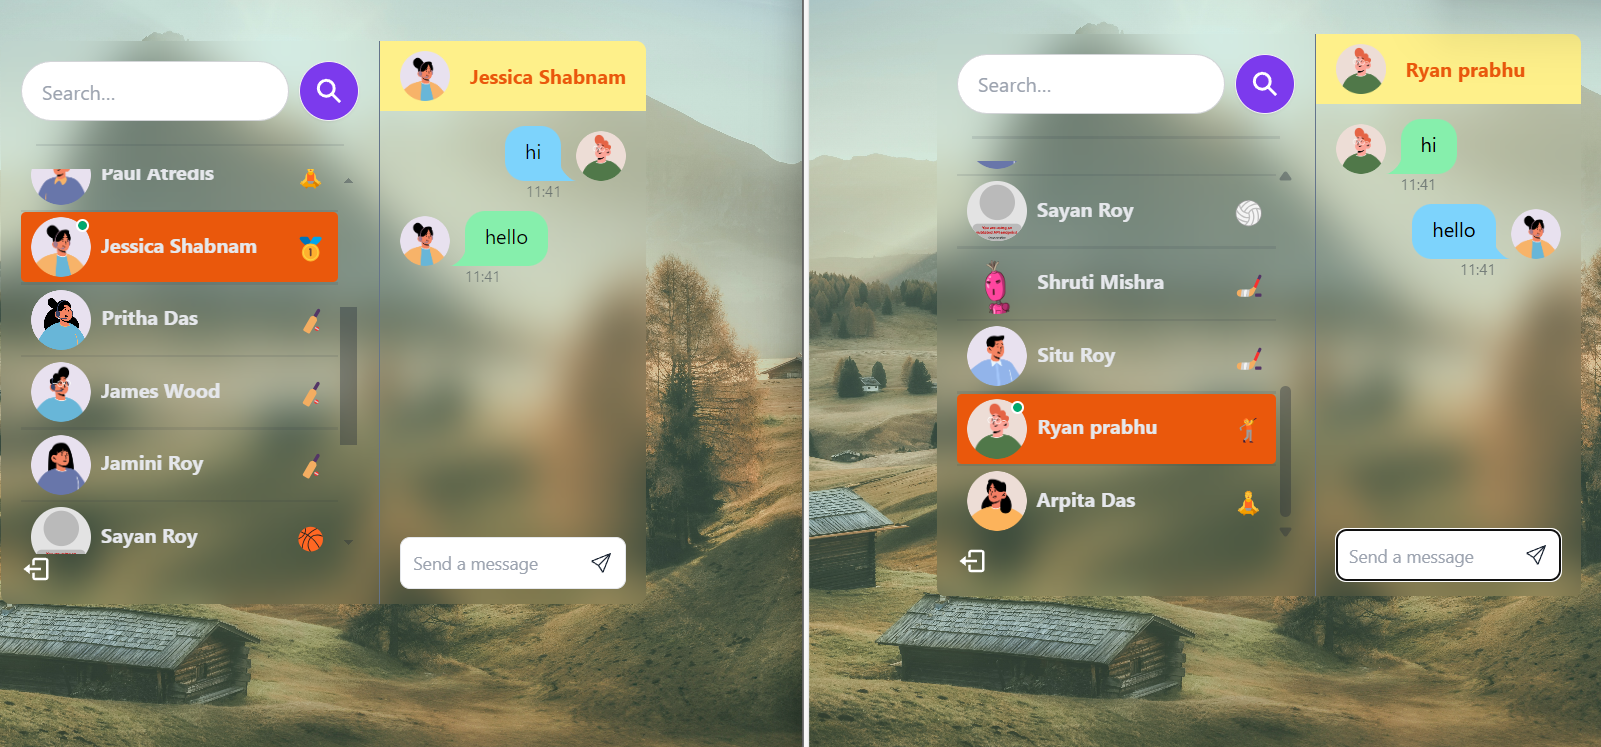 Search...
Paul Atredis
Jessica Shabnam
Pritha Das
James Wood
Jamini Roy
Sayan Roy
Jessica Shabnam
hi
11:41
hello
11:41
Send a message
Search...
Sayan Roy
Shruti Mishra
Situ Roy
Ryan prabhu
Arpita Das
Ryan prabhu
hi
11:41
hello
11:41
Send a message